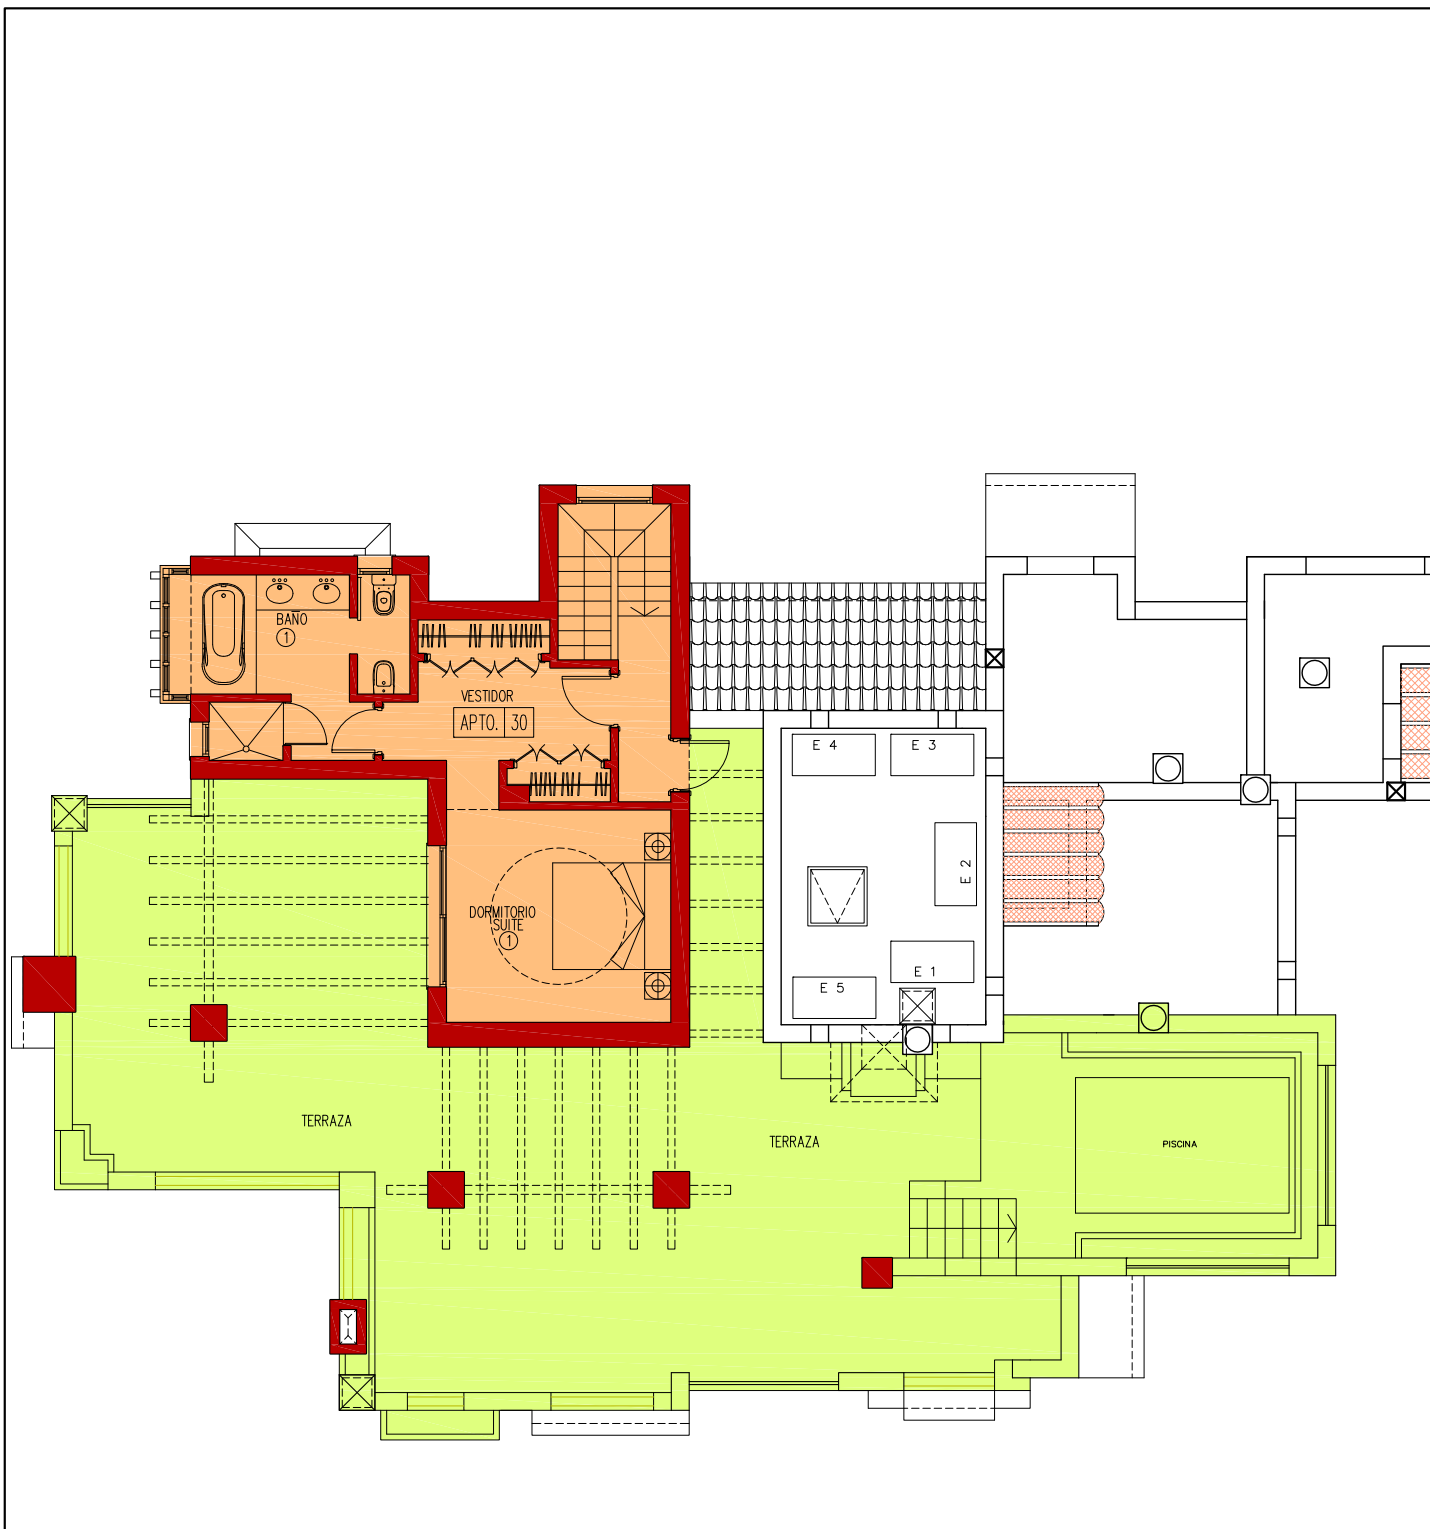 BAÑO
1
VESTIDOR
APTO. 30
E 4
E 3
E 2
DORMITORIO
SUITE
1
E 1
E 5
TERRAZA
TERRAZA
PISCINA